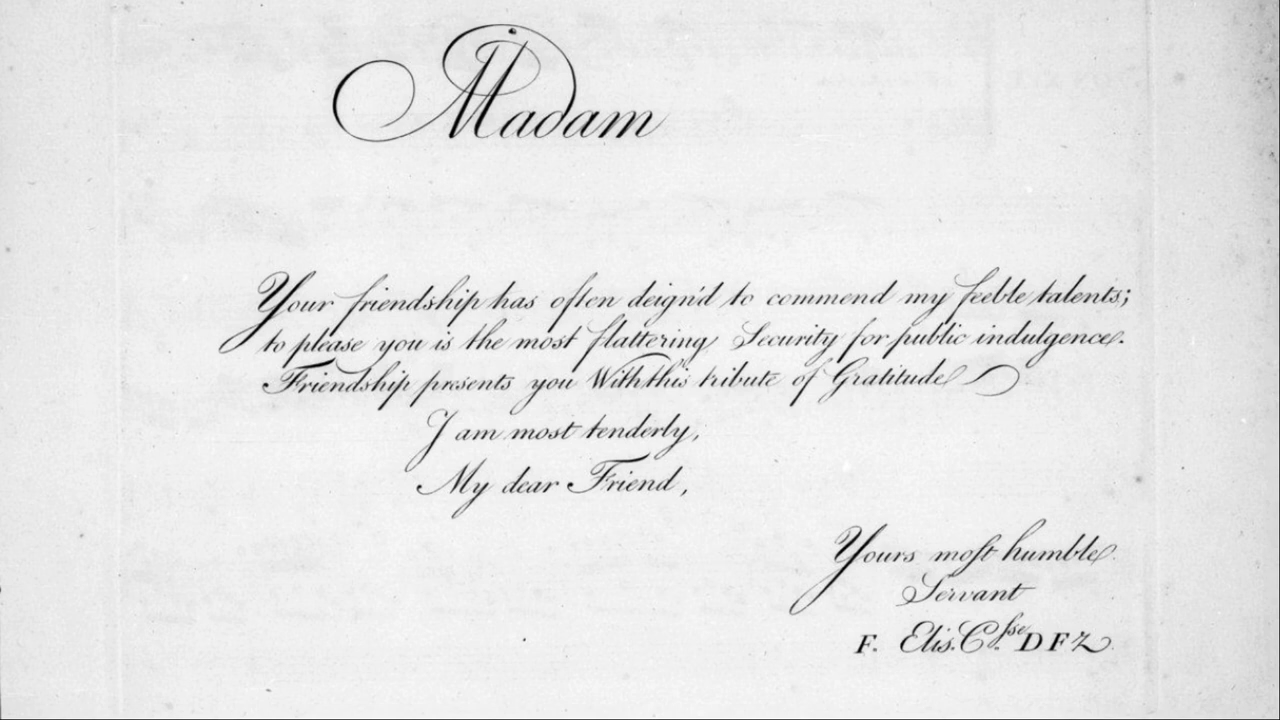 Madam
Your friendship has often deign'd to commend my feeble talents;
to please you is the most flattering Security for public indulgence.
Friendship presents you With this tribute of Gratitude
I am most tenderly,
My dear Friend,
Yours moſt humble
Servant
F. Elis. Cſse D F Z